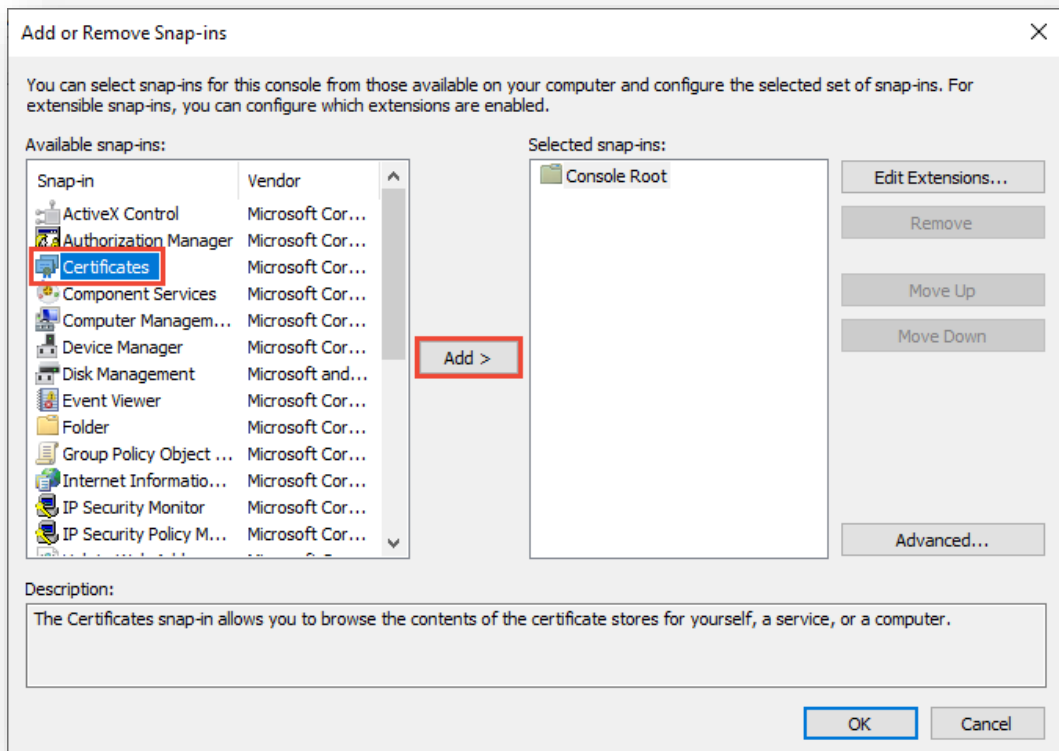 Add or Remove Snap-ins
You can select snap-ins for this console from those available on your computer and configure the selected set of snap-ins. For
extensible snap-ins, you can configure which extensions are enabled.
Available snap-ins:
Selected snap-ins:
Snap-in Vendor
ActiveX Control Microsoft Cor...
Authorization Manager Microsoft Cor...
Certificates Microsoft Cor...
Component Services Microsoft Cor...
Computer Managem... Microsoft Cor...
Device Manager Microsoft Cor...
Disk Management Microsoft and...
Event Viewer Microsoft Cor...
Folder Microsoft Cor...
Group Policy Object ... Microsoft Cor...
Internet Informatio... Microsoft Cor...
IP Security Monitor Microsoft Cor...
IP Security Policy M... Microsoft Cor...
Add >
Console Root
Edit Extensions...
Remove
Move Up
Move Down
Advanced...
Description:
The Certificates snap-in allows you to browse the contents of the certificate stores for yourself, a service, or a computer.
OK Cancel